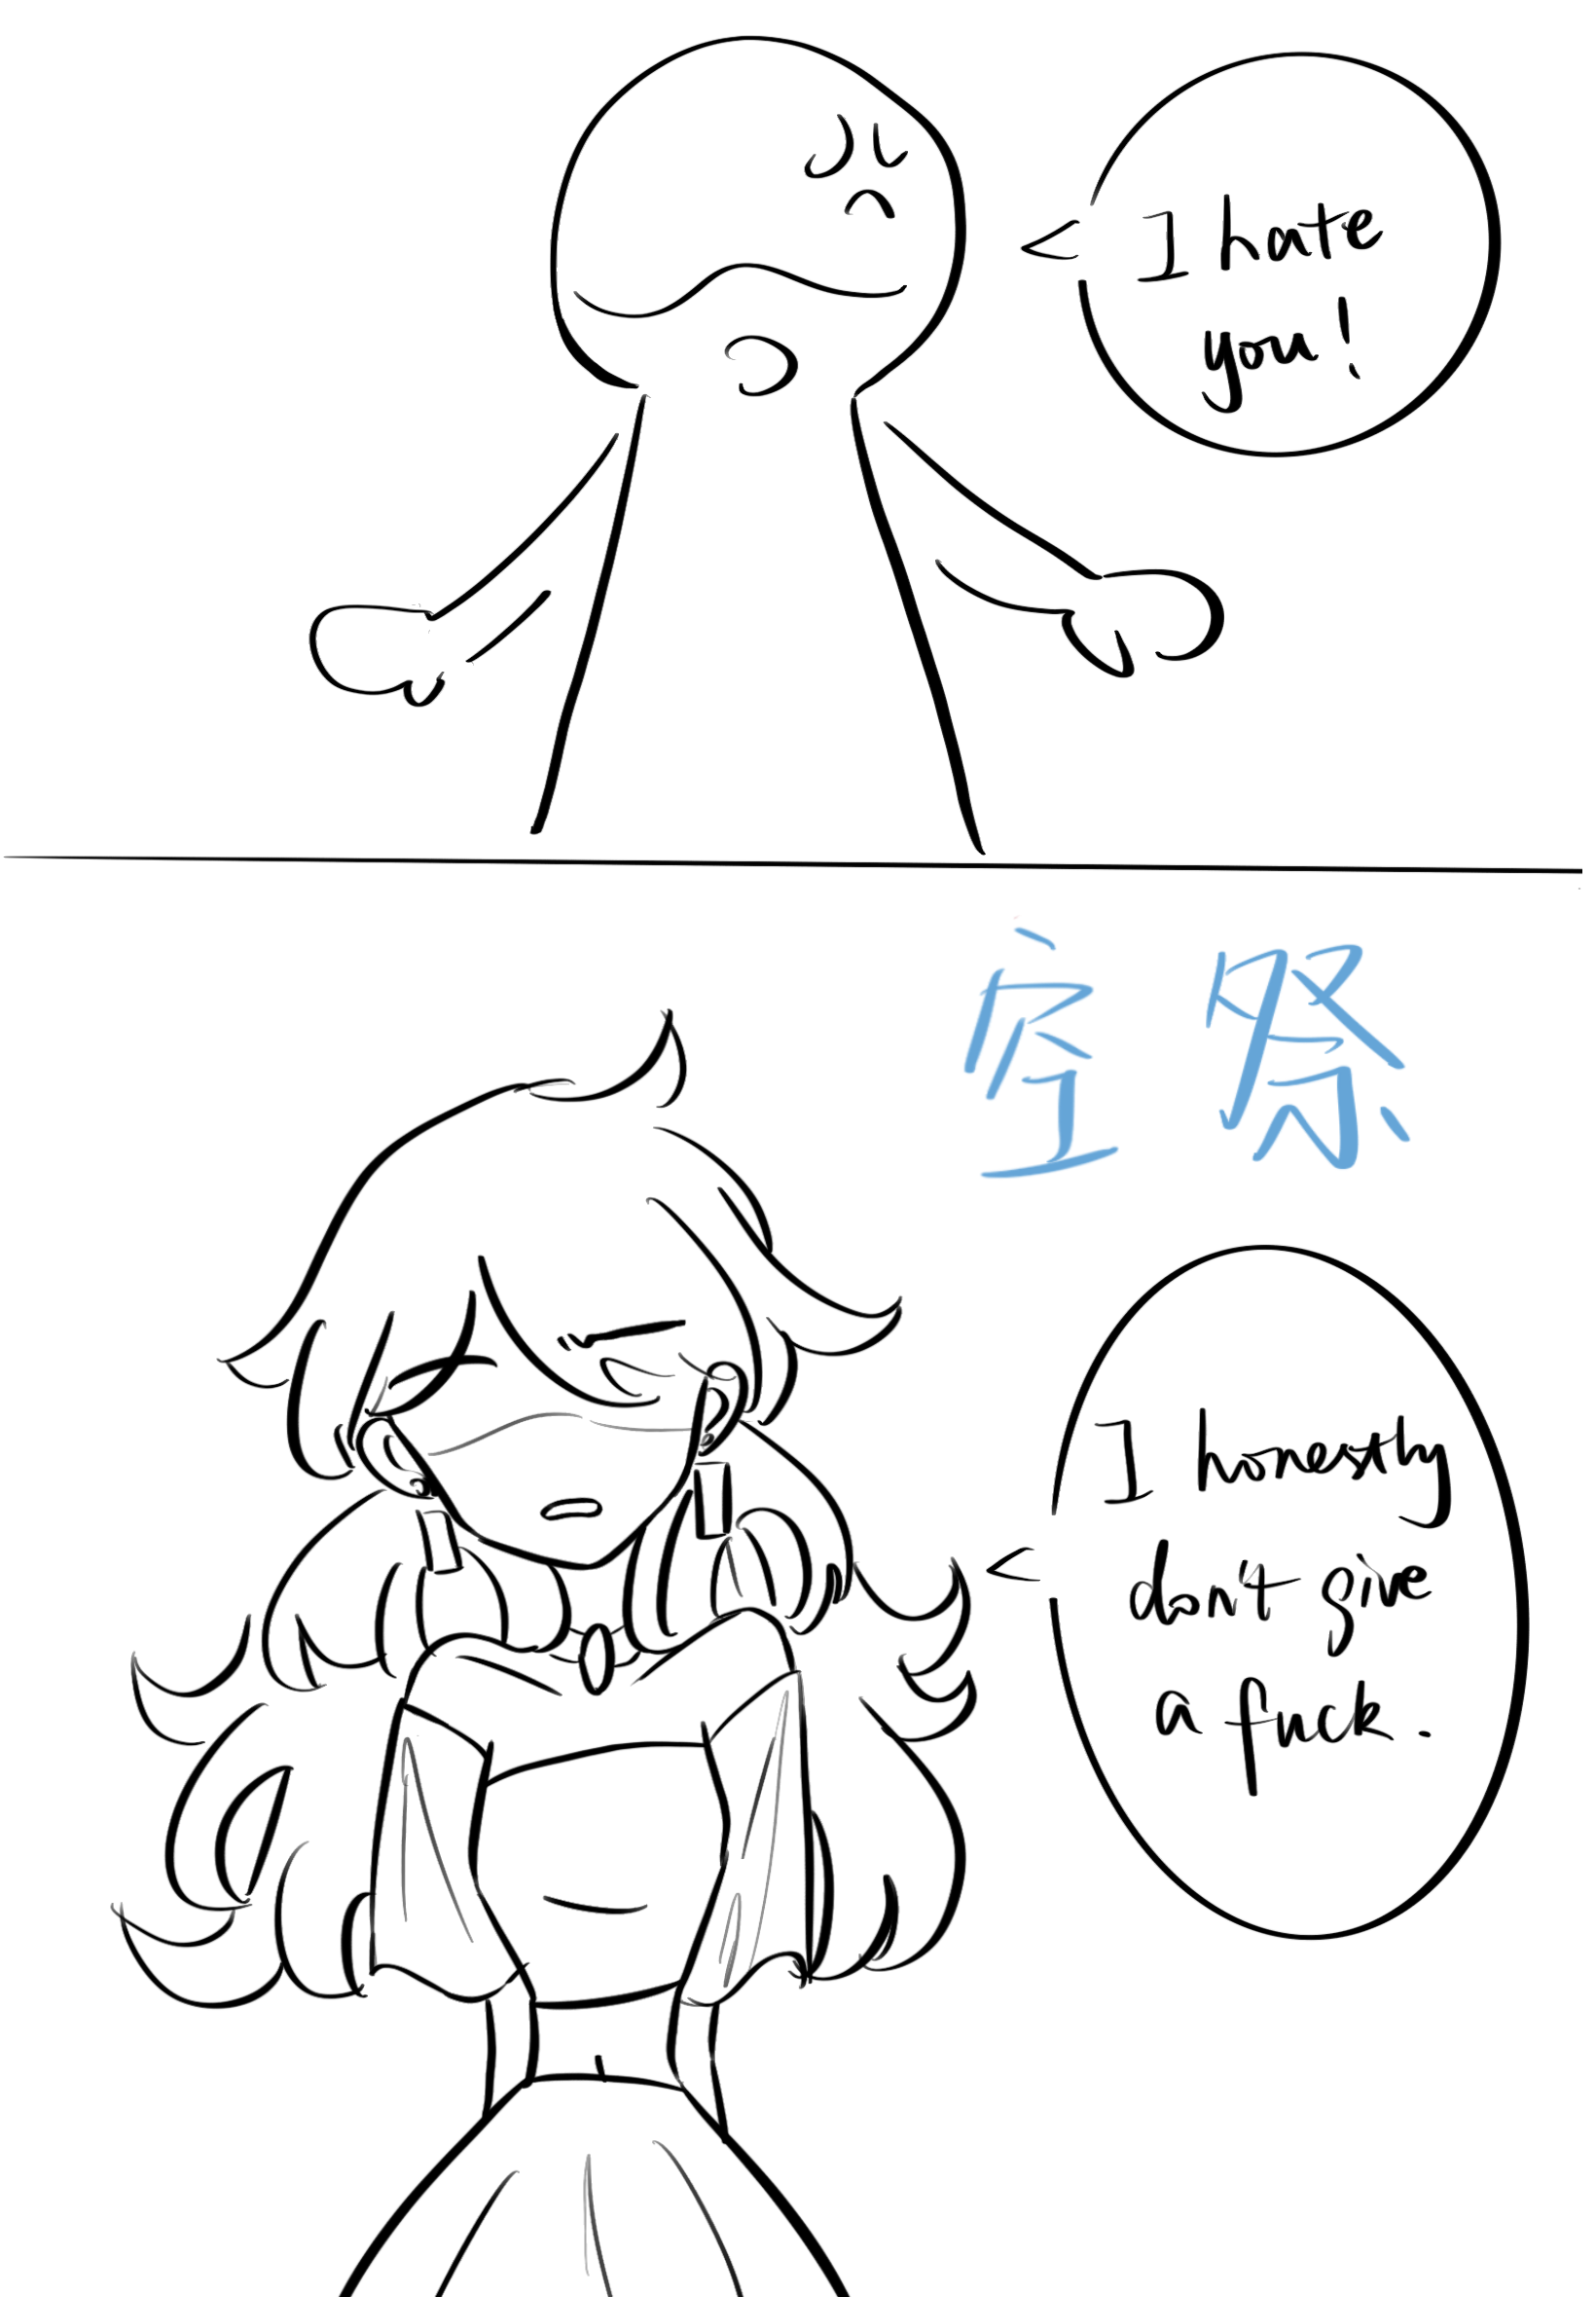 I hate
you!
空祭
I honestly
don't give
a fuck.